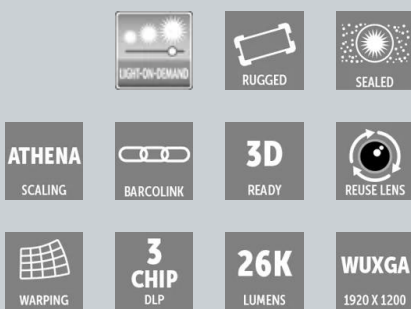 LIGHT-ON-DEMAND
RUGGED
SEALED
ATHENA
SCALING
BARCOLINK
3D
READY
REUSE LENS
WARPING
3
CHIP
DLP
26K
LUMENS
WUXGA
1920 X 1200